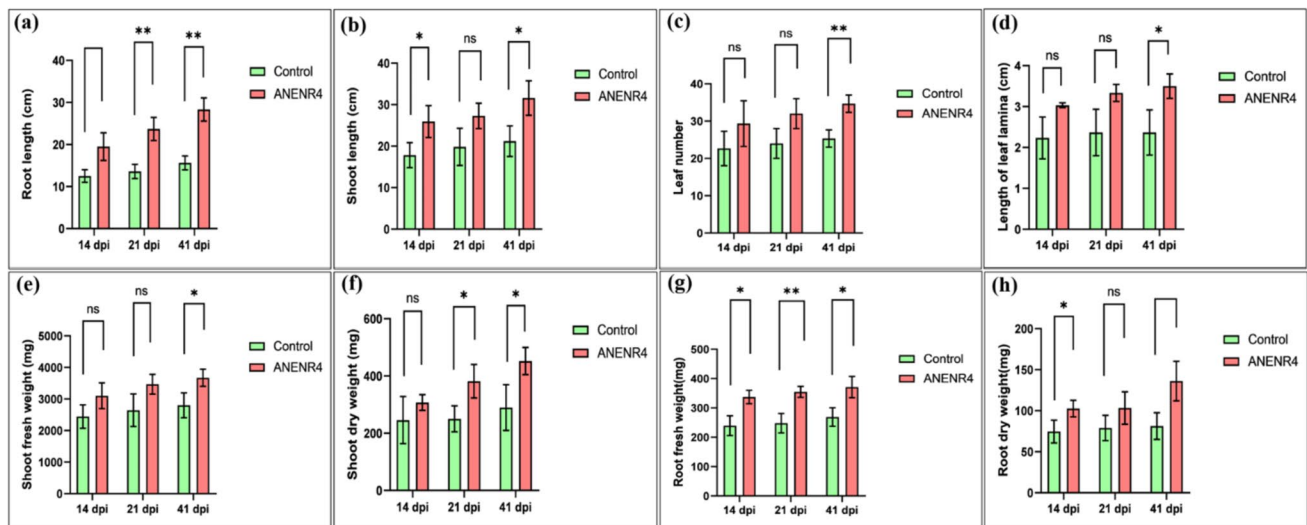 (a)
** **
Root length (cm)
40
30
20
10
0
14 dpi 21 dpi 41 dpi
Control
ANENR4
(b)
* ns *
Shoot length (cm)
40
30
20
10
0
14 dpi 21 dpi 41 dpi
Control
ANENR4
(c)
ns ns **
Leaf number
40
30
20
10
0
14 dpi 21 dpi 41 dpi
Control
ANENR4
(d)
ns ns *
Length of leaf lamina (cm)
4
3
2
1
0
14 dpi 21 dpi 41 dpi
Control
ANENR4
(e)
ns ns *
Shoot fresh weight (mg)
5000
4000
3000
2000
1000
0
14 dpi 21 dpi 41 dpi
Control
ANENR4
(f)
ns * *
Shoot dry weight (mg)
600
400
200
0
14 dpi 21 dpi 41 dpi
Control
ANENR4
(g)
* ** *
Root fresh weight(mg)
500
400
300
200
100
0
14 dpi 21 dpi 41 dpi
Control
ANENR4
(h)
* ns
Root dry weight(mg)
200
150
100
50
0
14 dpi 21 dpi 41 dpi
Control
ANENR4